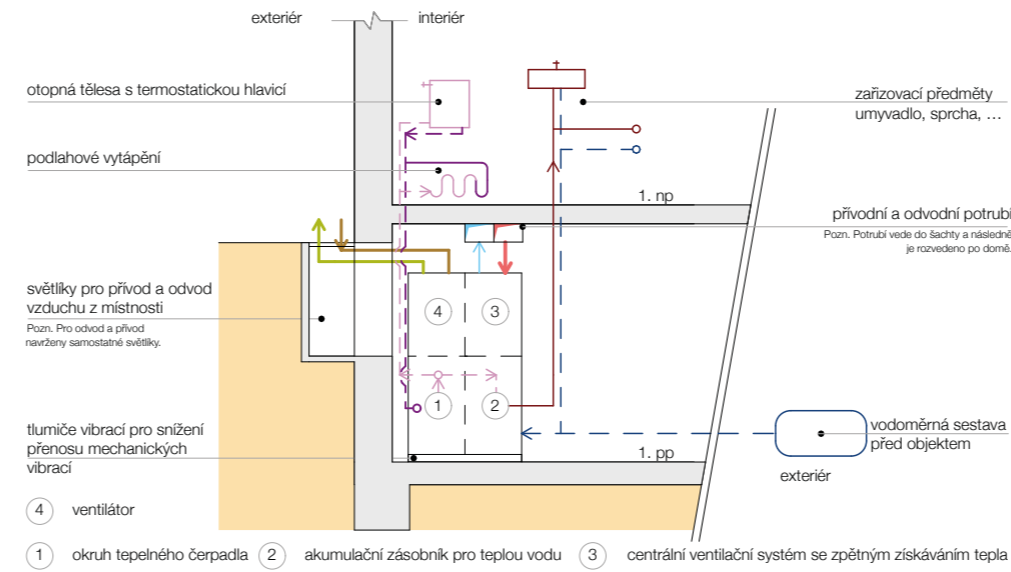 exteriér
interiér
otopná tělesa s termostatickou hlavicí
zařizovací předměty
umyvadlo, sprcha, …
podlahové vytápění
1. np
přívodní a odvodní potrubí
Pozn. Potrubí vede do šachty a následně
je rozvedeno po domě.
světlíky pro přívod a odvod
vzduchu z místnosti
Pozn. Pro odvod a přívod
navrženy samostatné světlíky.
4
3
1
2
tlumiče vibrací pro snížení
přenosu mechanických
vibrací
vodoměrná sestava
před objektem
1. pp
exteriér
4 ventilátor
1 okruh tepelného čerpadla
2 akumulační zásobník pro teplou vodu
3 centrální ventilační systém se zpětným získáváním tepla